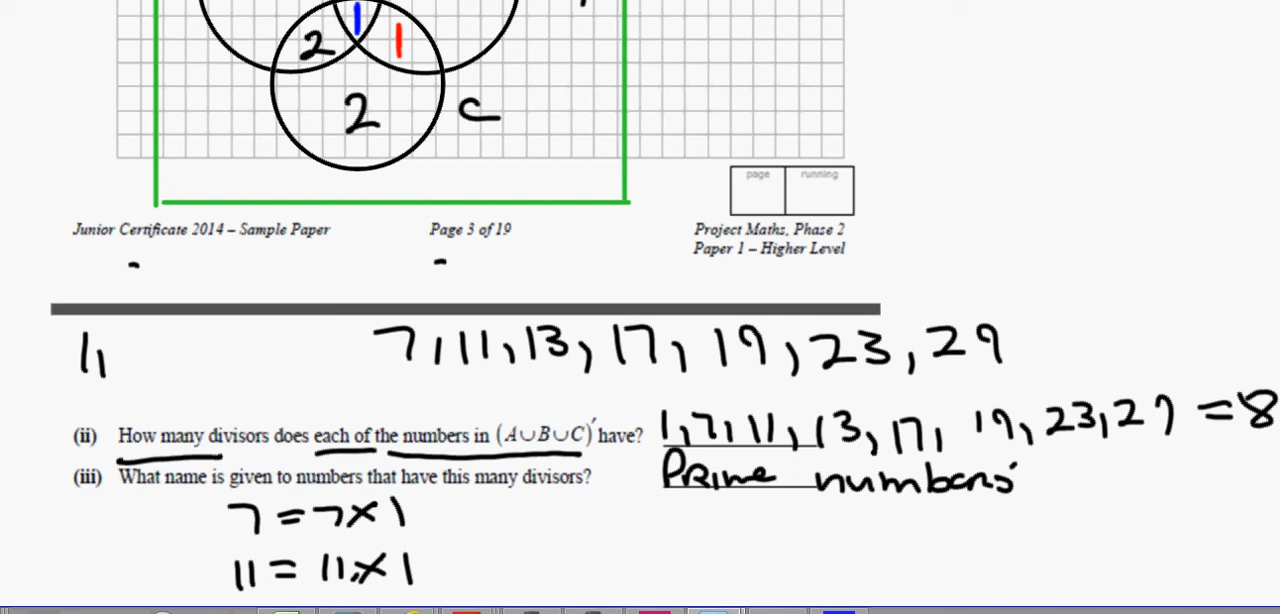 1
2 1
2 C
page running
Junior Certificate 2014 – Sample Paper Page 3 of 19 Project Maths, Phase 2
Paper 1 – Higher Level
1, 7, 11, 13, 17, 19, 23, 29
(ii) How many divisors does each of the numbers in (A∪B∪C)′ have? 1, 7, 11, 13, 17, 19, 23, 29 = 8
(iii) What name is given to numbers that have this many divisors? Prime numbers
7 = 7 × 1
11 = 11 × 1